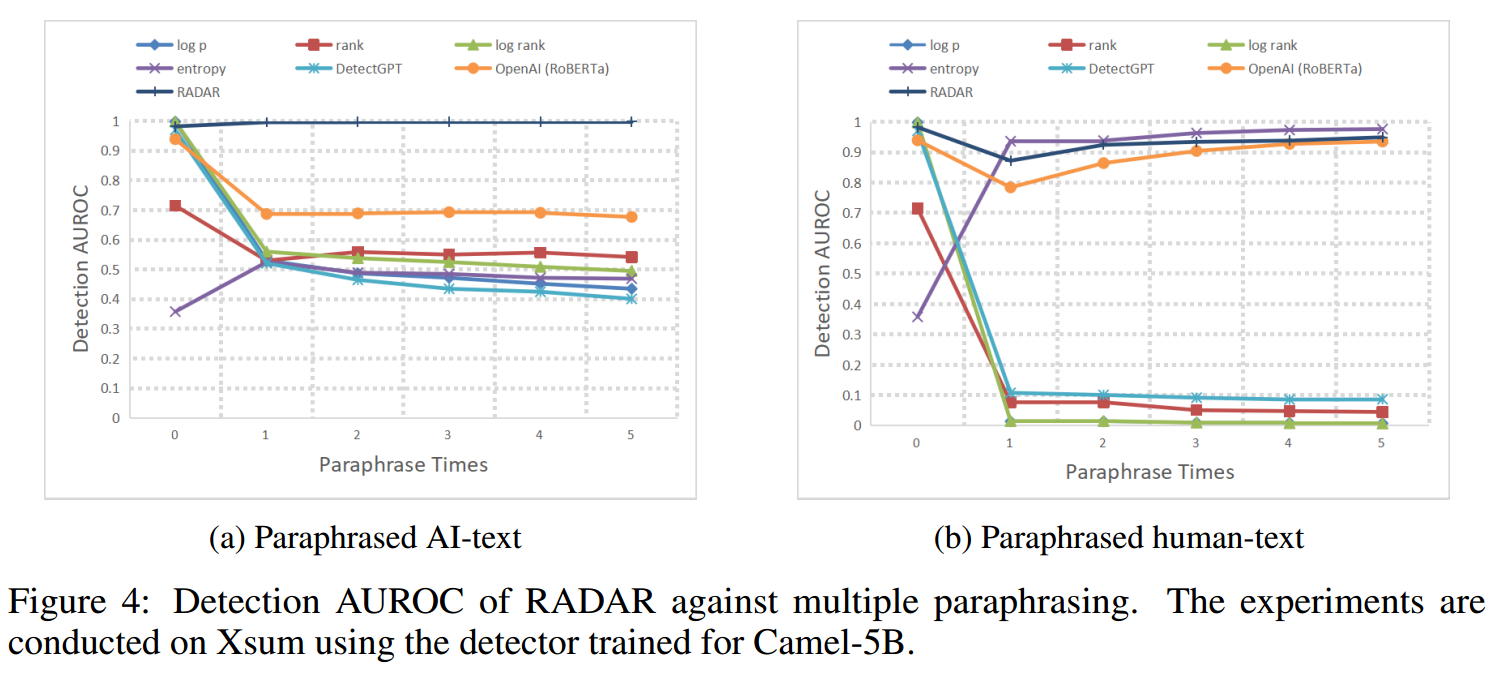 log p rank log rank
entropy DetectGPT OpenAI (RoBERTa)
RADAR
1
0.9
0.8
0.7
0.6
0.5
0.4
0.3
0.2
0.1
0
Detection AUROC
0 1 2 3 4 5
Paraphrase Times
(a) Paraphrased AI-text
log p rank log rank
entropy DetectGPT OpenAI (RoBERTa)
RADAR
1
0.9
0.8
0.7
0.6
0.5
0.4
0.3
0.2
0.1
0
Detection AUROC
0 1 2 3 4 5
Paraphrase Times
(b) Paraphrased human-text
Figure 4: Detection AUROC of RADAR against multiple paraphrasing. The experiments are
conducted on Xsum using the detector trained for Camel-5B.